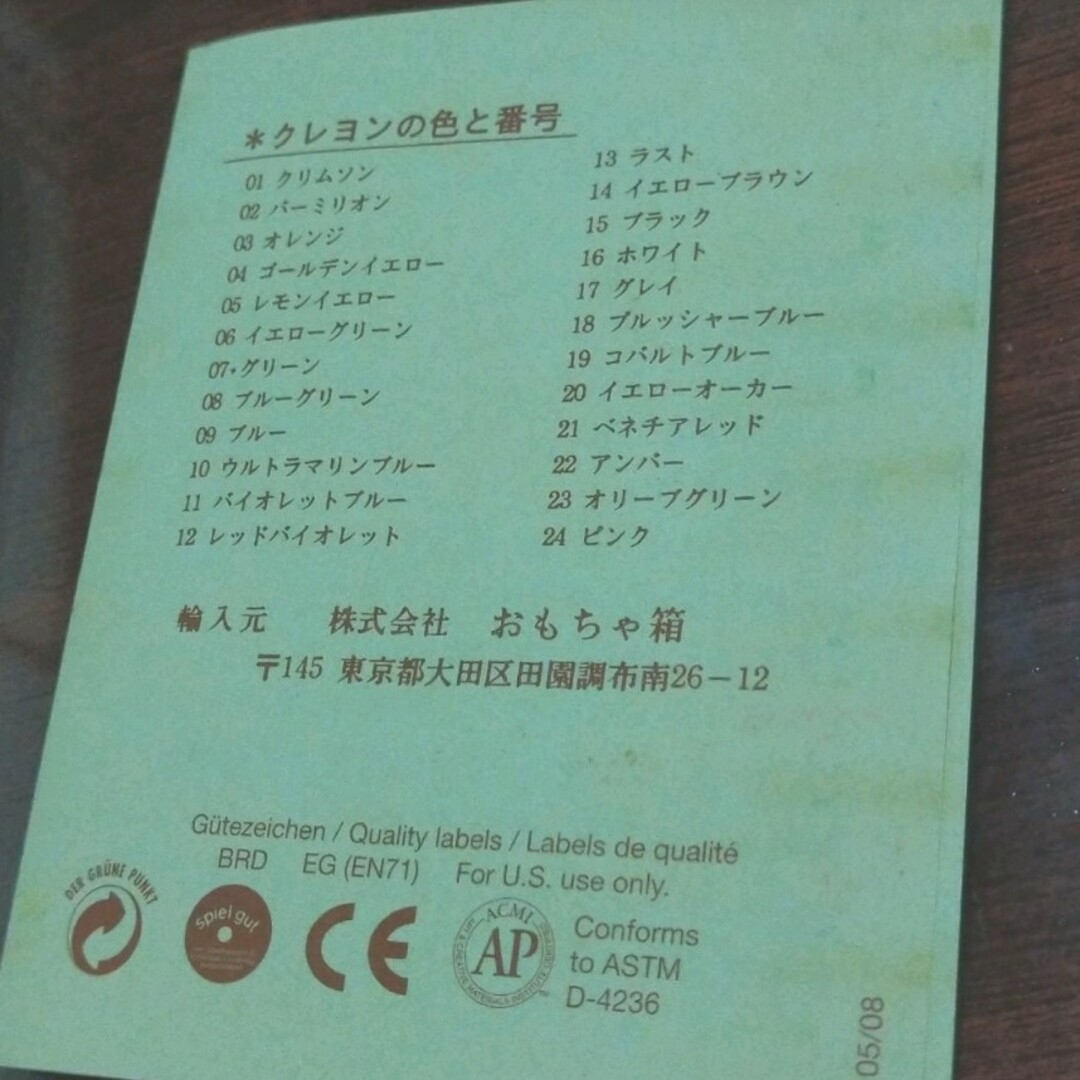 ＊クレヨンの色と番号
01 クリムソン
02 バーミリオン
03 オレンジ
04 ゴールデンイエロー
05 レモンイエロー
06 イエローグリーン
07・グリーン
08 ブルーグリーン
09 ブルー
10 ウルトラマリンブルー
11 バイオレットブルー
12 レッドバイオレット
13 ラスト
14 イエローブラウン
15 ブラック
16 ホワイト
17 グレイ
18 プルッシャーブルー
19 コバルトブルー
20 イエローオーカー
21 ベネチアレッド
22 アンバー
23 オリーブグリーン
24 ピンク
輸入元 株式会社 おもちゃ箱
〒145 東京都大田区田園調布南26－12
Gütezeichen / Quality labels / Labels de qualité
BRD EG (EN71) For U.S. use only.
DER GRÜNE PUNKT
spiel gut
CE
ACMI
AP
ART & CREATIVE MATERIALS INSTITUTE CERTIFIED
Conforms
to ASTM
D-4236
05/08